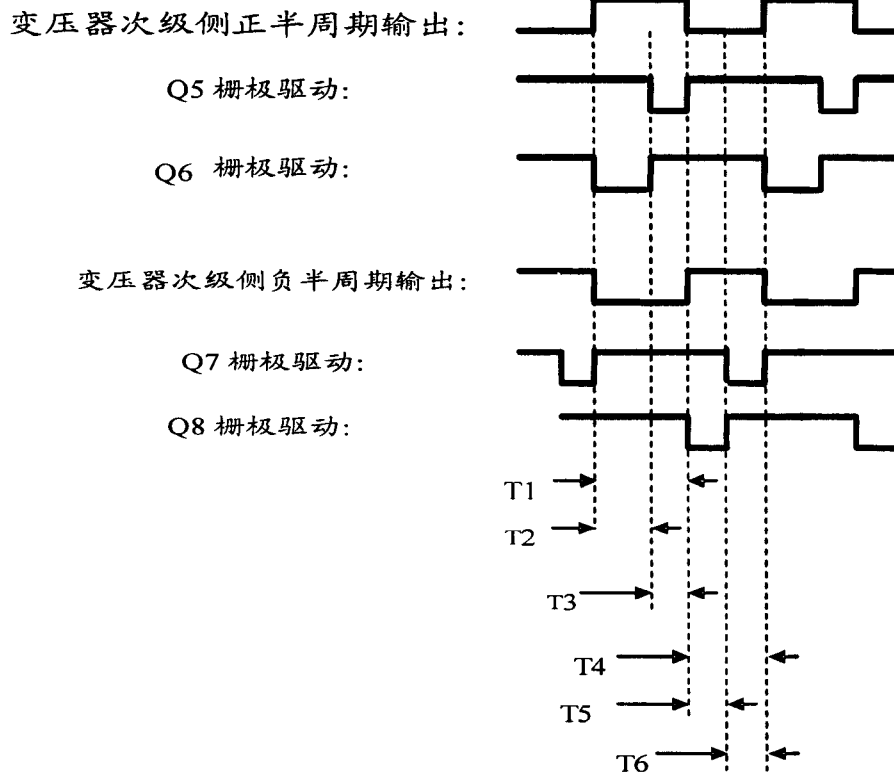 变压器次级侧正半周期输出:
Q5 栅极驱动:
Q6 栅极驱动:
变压器次级侧负半周期输出:
Q7 栅极驱动:
Q8 栅极驱动:
T1
T2
T3
T4
T5
T6